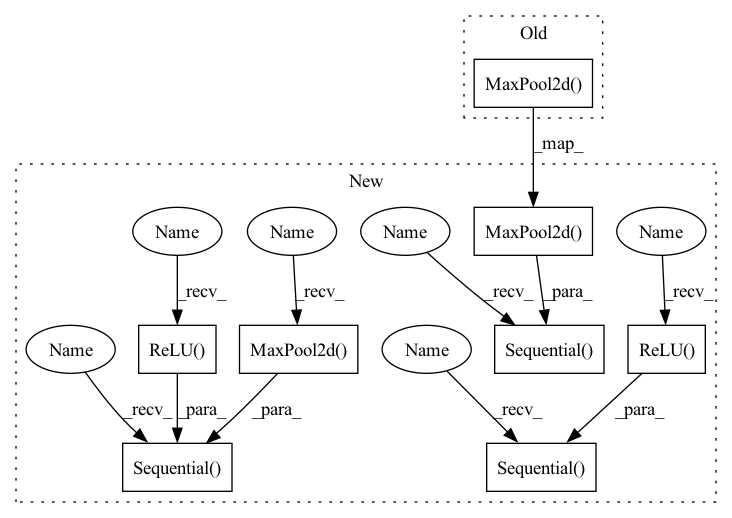 Old
MaxPool2d()
_map_
New
Name
Name
Name
MaxPool2d()
Name
_recv_
_recv_
_recv_
_para_
_recv_
Name
ReLU()
MaxPool2d()
Name
Sequential()
ReLU()
_recv_
_para_
_para_
_recv_
_para_
Sequential()
Sequential()